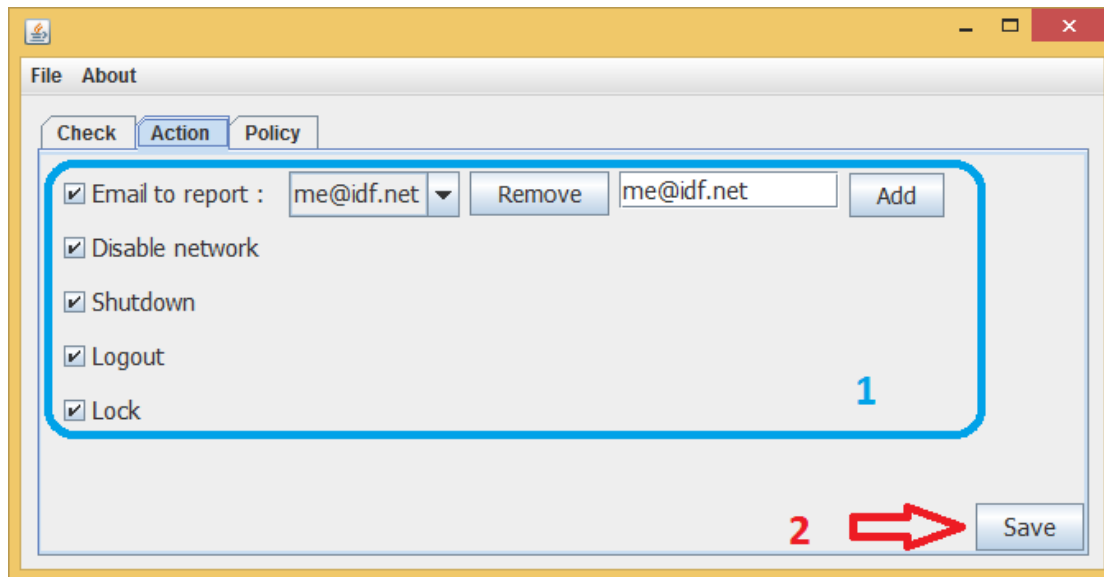 File About
Check Action Policy
Email to report : me@idf.net Remove me@idf.net Add
Disable network
Shutdown
Logout
Lock
1
2 Save